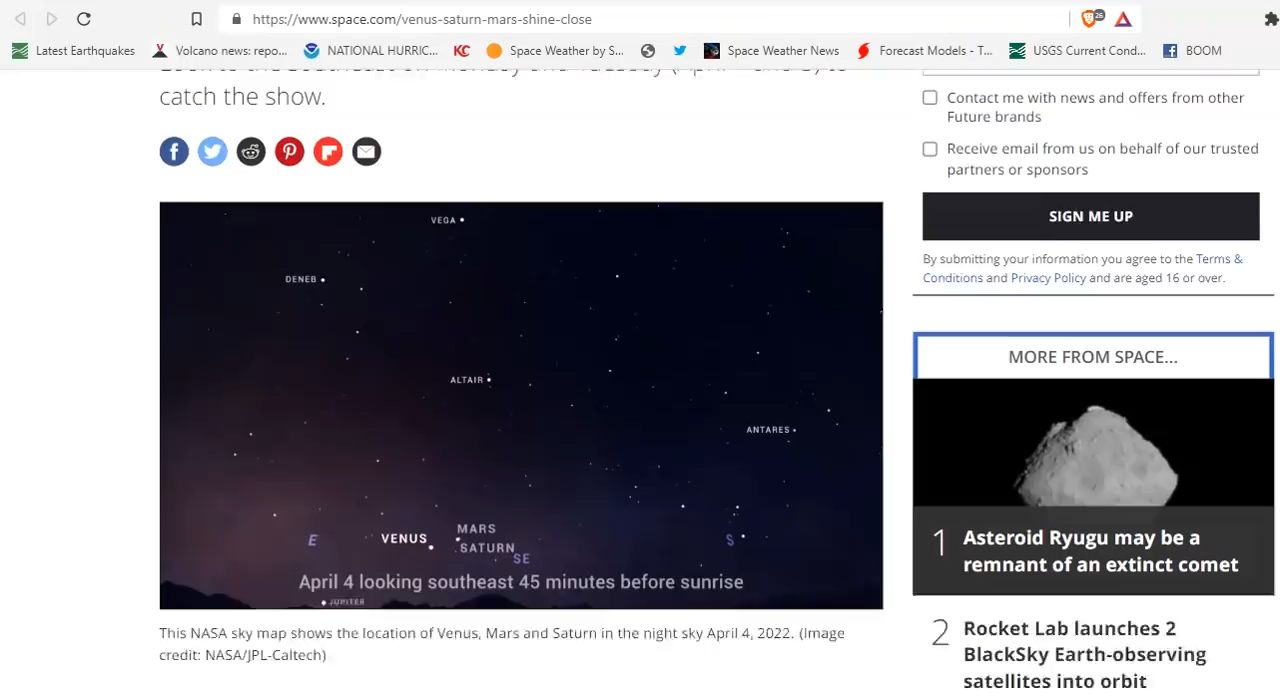 https://www.space.com/venus-saturn-mars-shine-close
26
Latest Earthquakes
Volcano news: repo...
NATIONAL HURRIC...
KC
Space Weather by S...
Space Weather News
Forecast Models - T...
USGS Current Cond...
BOOM
catch the show.
VEGA
DENEB
ALTAIR
ANTARES
E
VENUS
MARS
SATURN
SE
S
April 4 looking southeast 45 minutes before sunrise
JUPITER
This NASA sky map shows the location of Venus, Mars and Saturn in the night sky April 4, 2022. (Image
credit: NASA/JPL-Caltech)
Contact me with news and offers from other
Future brands
Receive email from us on behalf of our trusted
partners or sponsors
SIGN ME UP
By submitting your information you agree to the Terms &
Conditions and Privacy Policy and are aged 16 or over.
MORE FROM SPACE...
1 Asteroid Ryugu may be a
remnant of an extinct comet
2 Rocket Lab launches 2
BlackSky Earth-observing
satellites into orbit